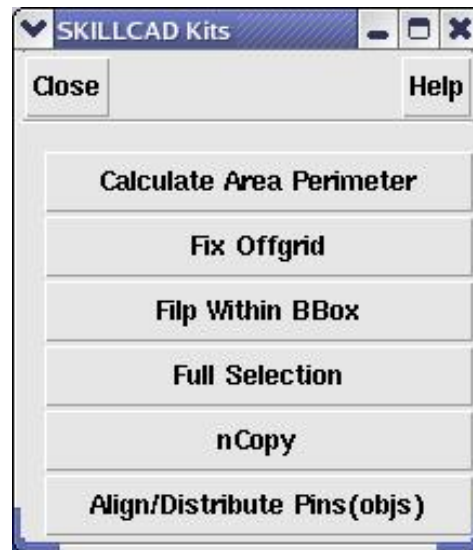 SKILLCAD Kits
Close Help
Calculate Area Perimeter
Filp Within BBox
Fix Offgrid
Full Selection
nCopy
Align/Distribute Pins(objs)